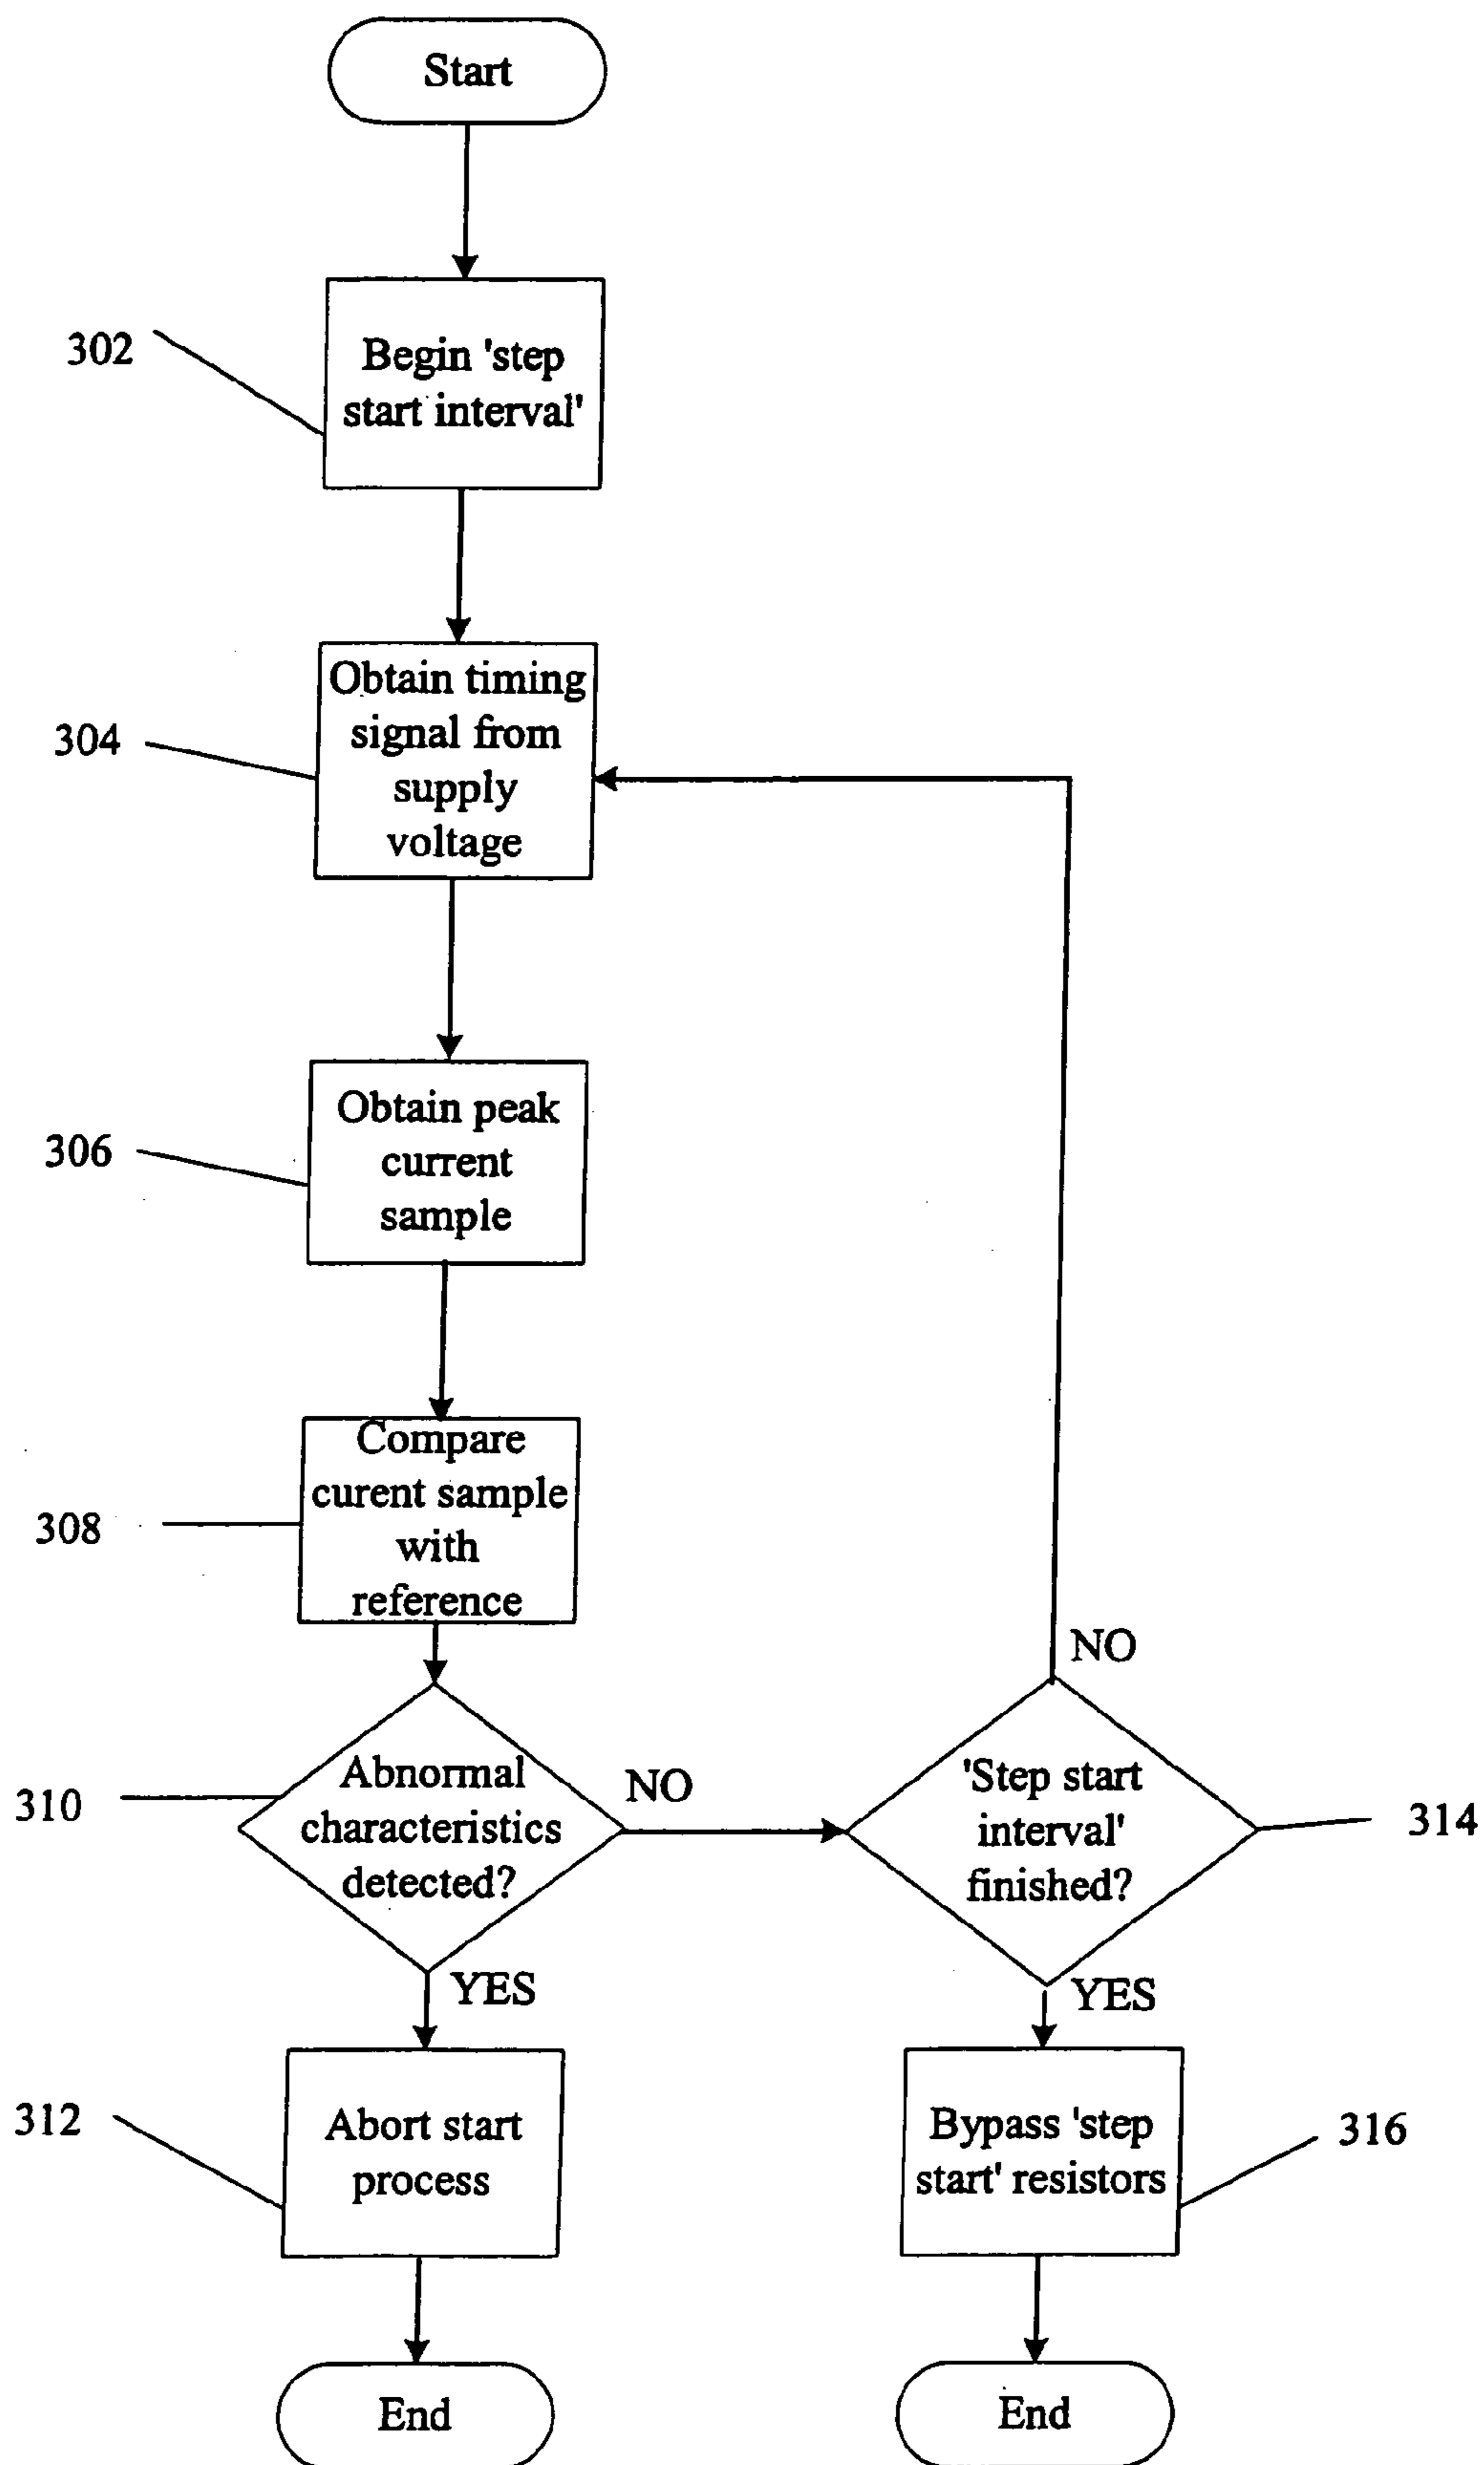 Start
302
Begin 'step
start interval'
304
Obtain timing
signal from
supply
voltage
306
Obtain peak
current
sample
308
Compare
curent sample
with
reference
310
Abnormal
characteristics
detected?
NO
YES
314
'Step start
interval'
finished?
NO
YES
312
Abort start
process
316
Bypass 'step
start' resistors
End
End